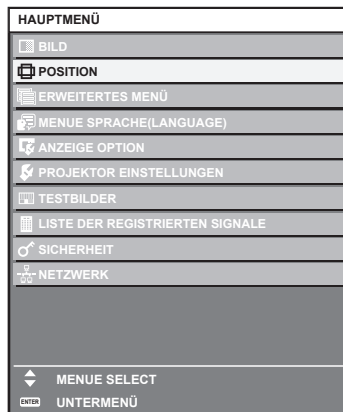 HAUPTMENÜ
BILD
POSITION
ERWEITERTES MENÜ
MENUE SPRACHE(LANGUAGE)
ANZEIGE OPTION
PROJEKTOR EINSTELLUNGEN
TESTBILDER
LISTE DER REGISTRIERTEN SIGNALE
SICHERHEIT
NETZWERK
MENUE SELECT
ENTER UNTERMENÜ